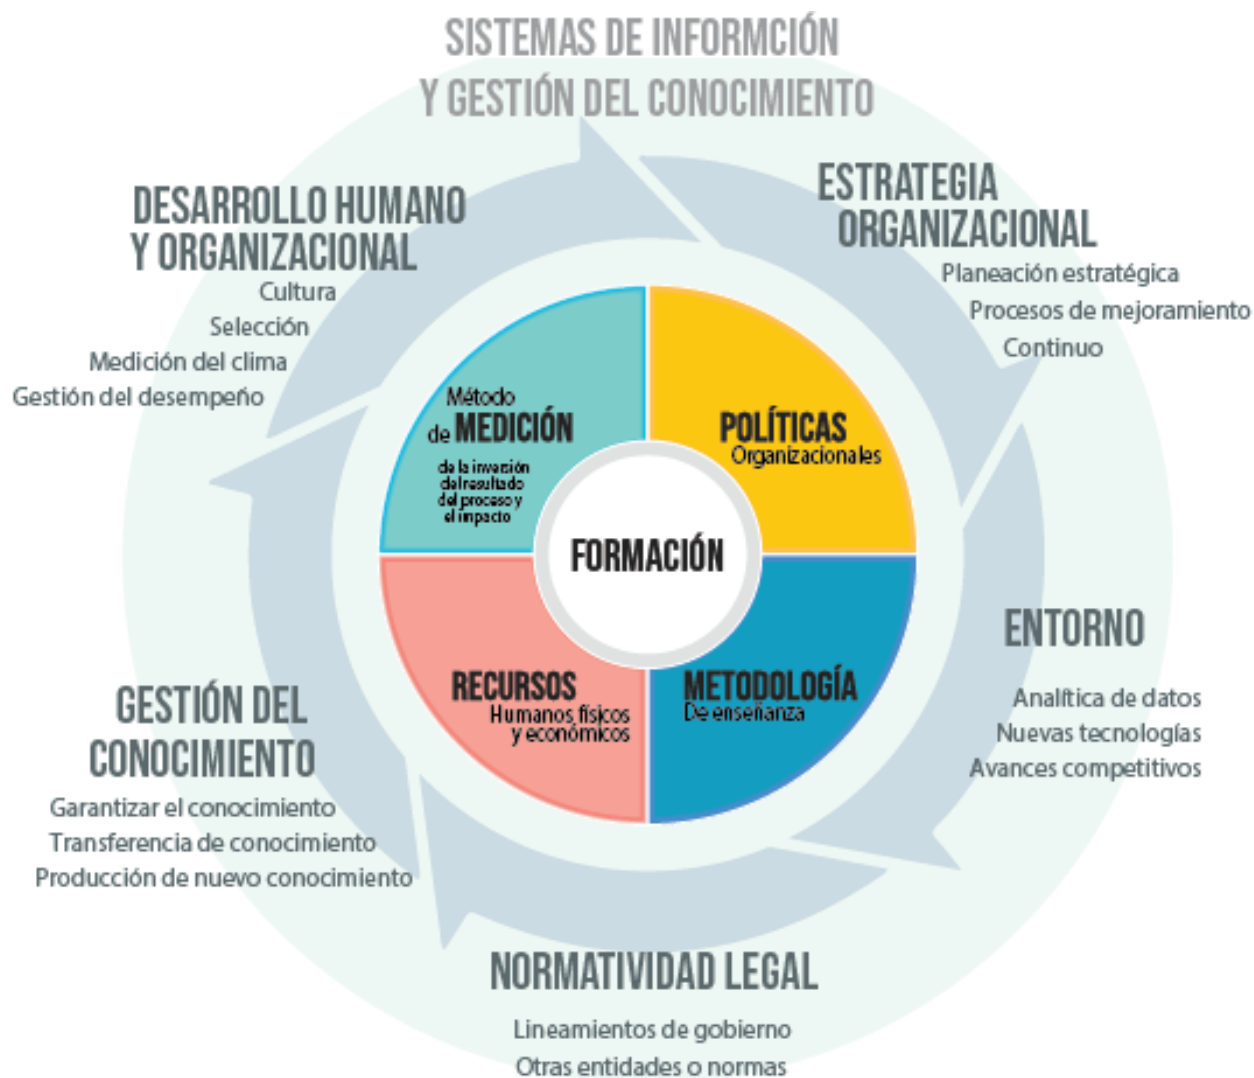 SISTEMAS DE INFORMCIÓN
Y GESTIÓN DEL CONOCIMIENTO
ESTRATEGIA
ORGANIZACIONAL
Planeación estratégica
Procesos de mejoramiento
Continuo
DESARROLLO HUMANO
Y ORGANIZACIONAL
Cultura
Selección
Medición del clima
Gestión del desempeño
Método
de MEDICIÓN
de la inversión
del resultado
del proceso y
el impacto
POLÍTICAS
Organizacionales
FORMACIÓN
RECURSOS
Humanos físicos
y económicos
METODOLOGÍA
De enseñanza
ENTORNO
Analítica de datos
Nuevas tecnologías
Avances competitivos
GESTIÓN DEL
CONOCIMIENTO
Garantizar el conocimiento
Transferencia de conocimiento
Producción de nuevo conocimiento
NORMATIVIDAD LEGAL
Lineamientos de gobierno
Otras entidades o normas